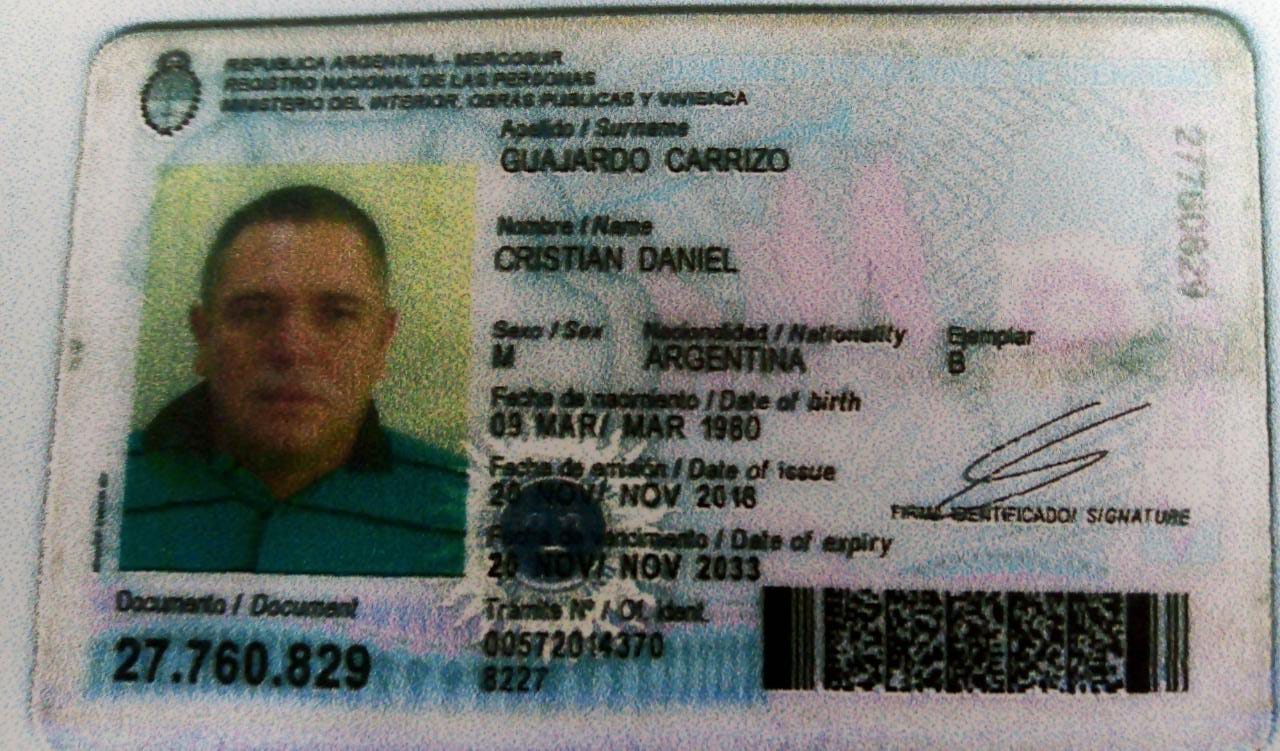 REPUBLICA ARGENTINA - MERCOSUR
REGISTRO NACIONAL DE LAS PERSONAS
MINISTERIO DEL INTERIOR, OBRAS PUBLICAS Y VIVIENDA
Apellido / Surname
GUAJARDO CARRIZO
Nombre / Name
CRISTIAN DANIEL
Sexo / Sex Nacionalidad / Nationality Ejemplar
M ARGENTINA B
Fecha de nacimiento / Date of birth
09 MAR/ MAR 1980
Fecha de emisión / Date of issue
20 NOV/ NOV 2018
FIRMA IDENTIFICADO/ SIGNATURE
Fecha de vencimiento / Date of expiry
20 NOV/ NOV 2033
Documento / Document
27.760.829
Trámite Nº / Of. ident.
00572014370
8227
27760829